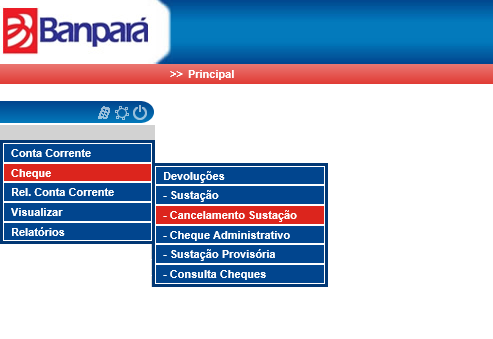 Banpará
>> Principal
Conta Corrente
Cheque
Rel. Conta Corrente
Visualizar
Relatórios
Devoluções
- Sustação
- Cancelamento Sustação
- Cheque Administrativo
- Sustação Provisória
- Consulta Cheques